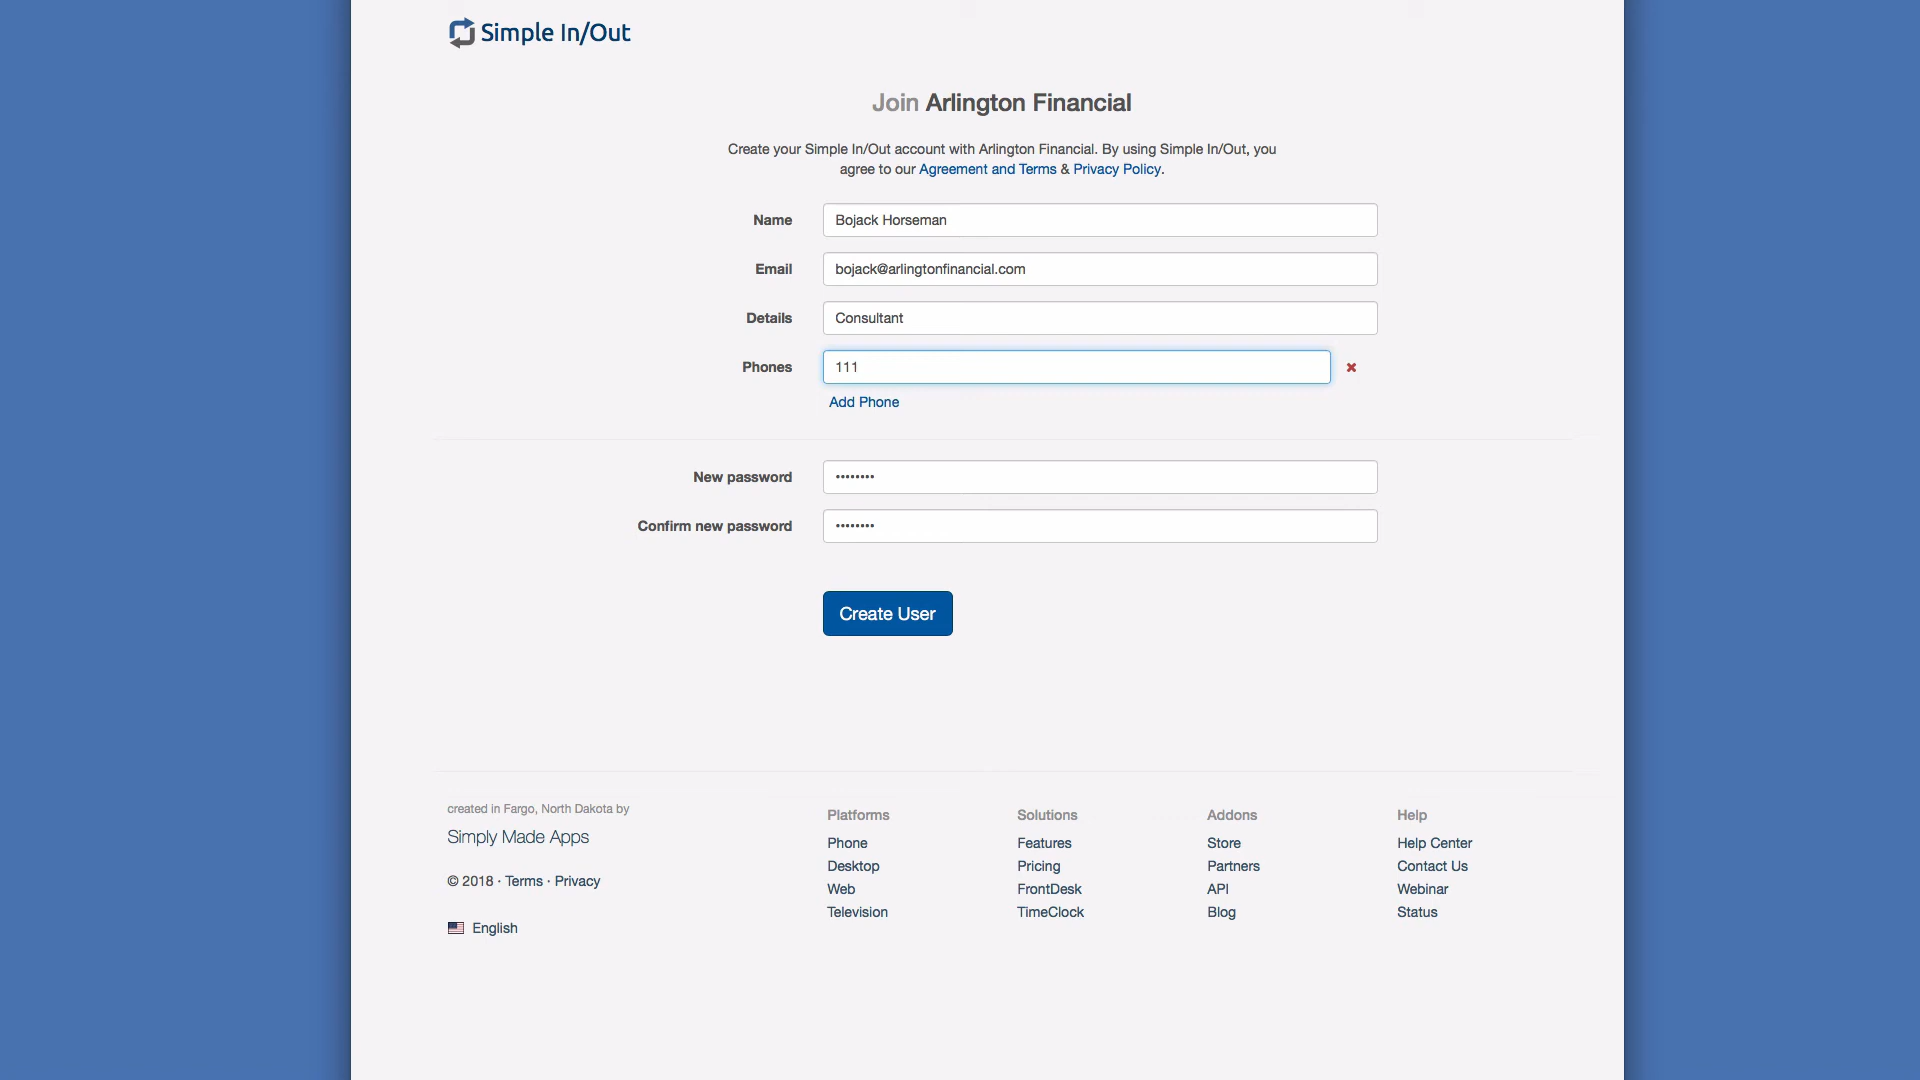 Simple In/Out
Join Arlington Financial
Create your Simple In/Out account with Arlington Financial. By using Simple In/Out, you
agree to our Agreement and Terms & Privacy Policy.
Name
Bojack Horseman
Email
bojack@arlingtonfinancial.com
Details
Consultant
Phones
111
Add Phone
New password
••••••••
Confirm new password
••••••••
Create User
created in Fargo, North Dakota by
Simply Made Apps
© 2018 · Terms · Privacy
English
Platforms
Phone
Desktop
Web
Television
Solutions
Features
Pricing
FrontDesk
TimeClock
Addons
Store
Partners
API
Blog
Help
Help Center
Contact Us
Webinar
Status